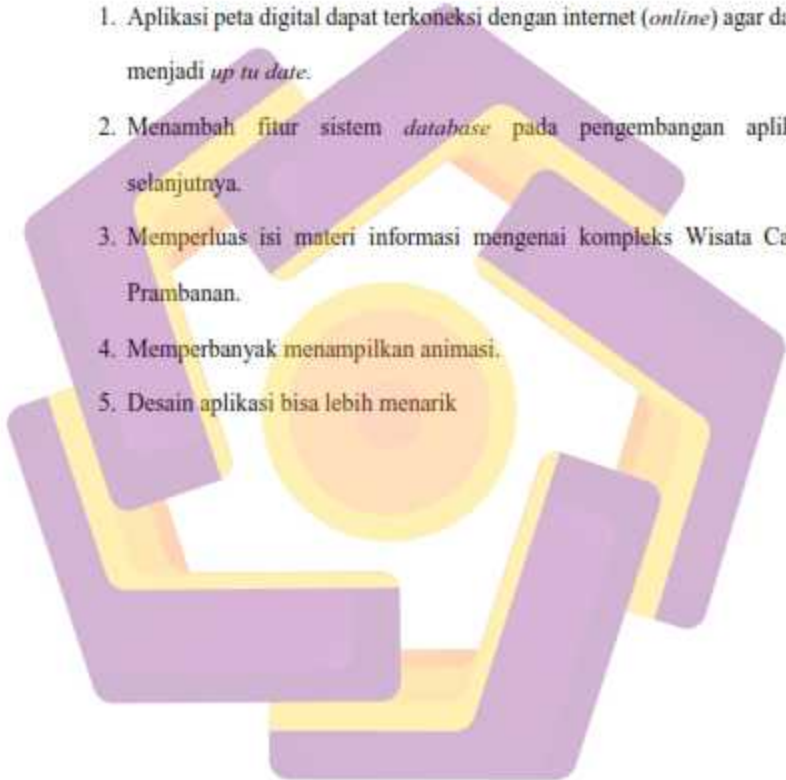 1. Aplikasi peta digital dapat terkoneksi dengan internet (online) agar da
menjadi up tu date.
2. Menambah fitur sistem database pada pengembangan aplik
selanjutnya.
3. Memperluas isi materi informasi mengenai kompleks Wisata Ca
Prambanan.
4. Memperbanyak menampilkan animasi.
5. Desain aplikasi bisa lebih menarik